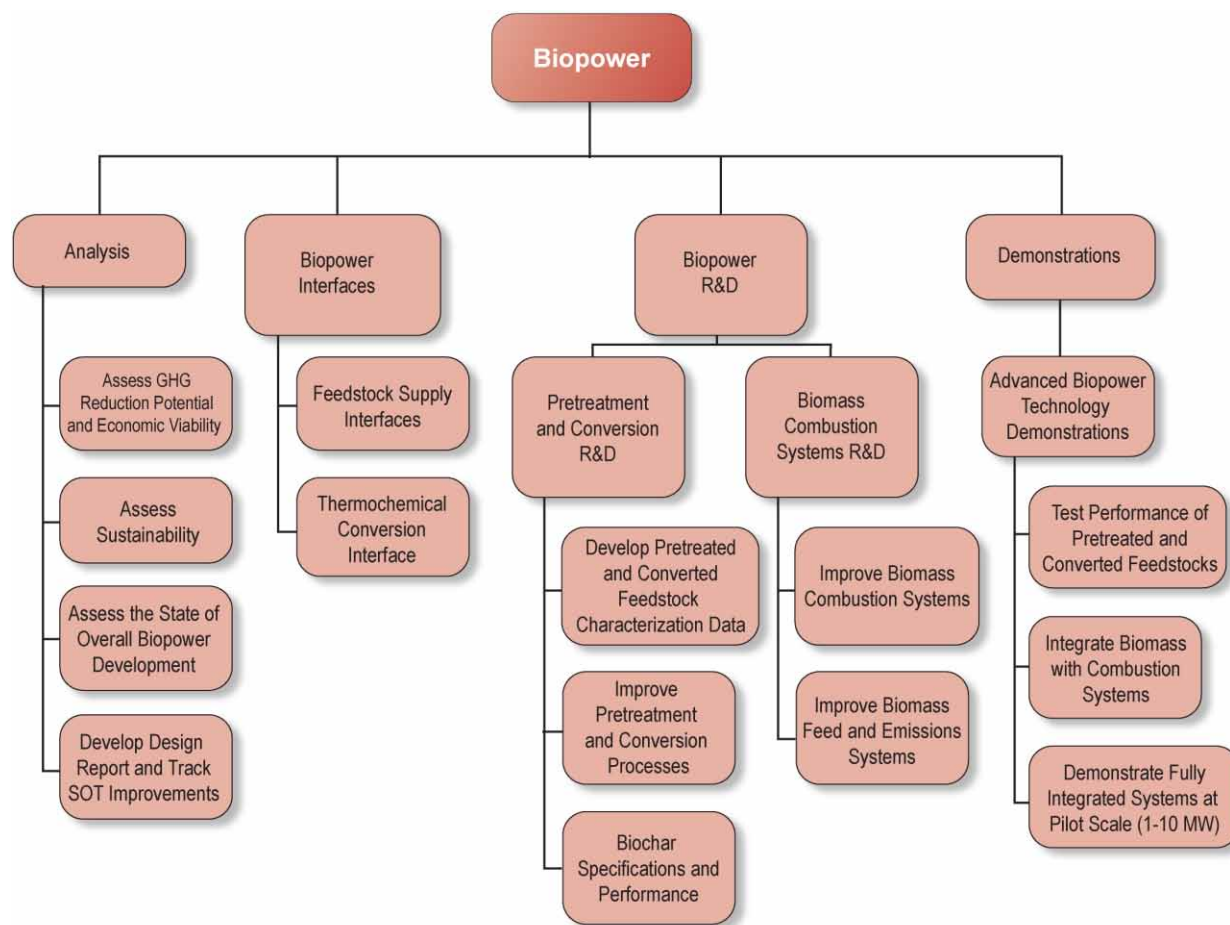 Biopower
Analysis
Assess GHG
Reduction Potential
and Economic Viability
Assess
Sustainability
Assess the State of
Overall Biopower
Development
Develop Design
Report and Track
SOT Improvements
Biopower
Interfaces
Feedstock Supply
Interfaces
Thermochemical
Conversion
Interface
Biopower
R&D
Pretreatment
and Conversion
R&D
Develop Pretreated
and Converted
Feedstock
Characterization Data
Improve
Pretreatment
and Conversion
Processes
Biochar
Specifications and
Performance
Biomass
Combustion
Systems R&D
Improve Biomass
Combustion Systems
Improve Biomass
Feed and Emissions
Systems
Demonstrations
Advanced Biopower
Technology
Demonstrations
Test Performance of
Pretreated and
Converted Feedstocks
Integrate Biomass
with Combustion
Systems
Demonstrate Fully
Integrated Systems at
Pilot Scale (1-10 MW)